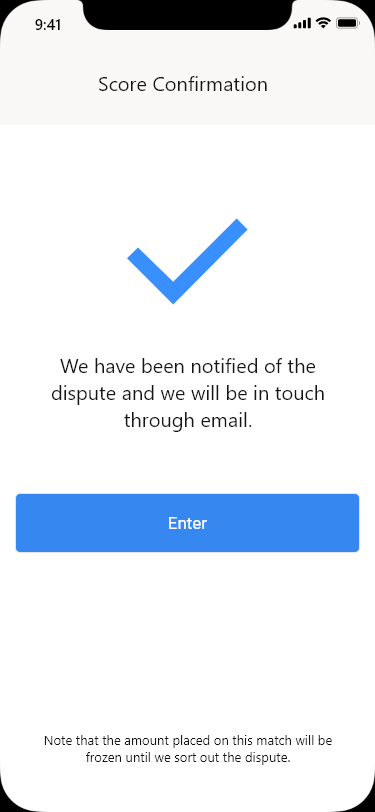 9:41
Score Confirmation
We have been notified of the
dispute and we will be in touch
through email.
Enter
Note that the amount placed on this match will be
frozen until we sort out the dispute.